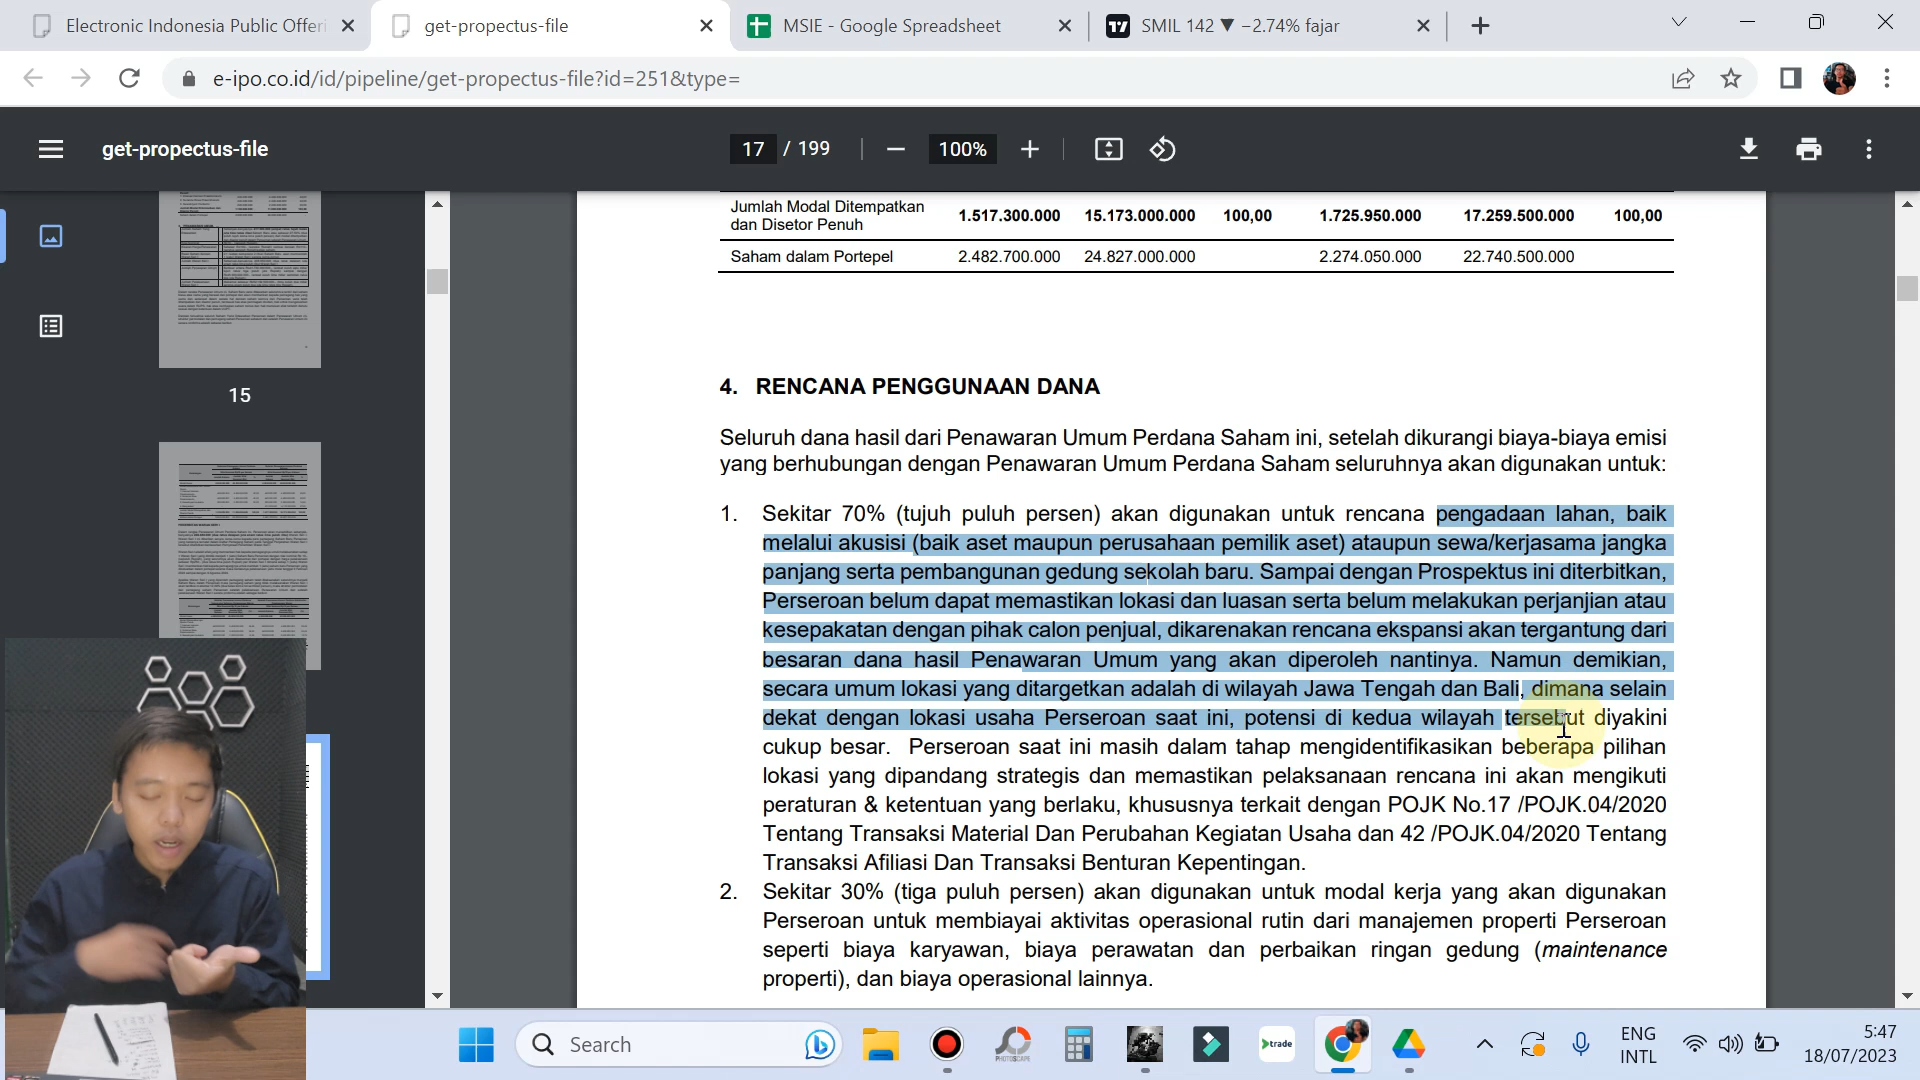 Electronic Indonesia Public Offeri
get-propectus-file
MSIE - Google Spreadsheet
SMIL 142 ▼ −2.74% fajar
e-ipo.co.id/id/pipeline/get-propectus-file?id=251&type=
get-propectus-file
17 / 199
100%
15
Jumlah Modal Ditempatkan
dan Disetor Penuh
1.517.300.000 15.173.000.000 100,00 1.725.950.000 17.259.500.000 100,00
Saham dalam Portepel 2.482.700.000 24.827.000.000 2.274.050.000 22.740.500.000
4. RENCANA PENGGUNAAN DANA
Seluruh dana hasil dari Penawaran Umum Perdana Saham ini, setelah dikurangi biaya-biaya emisi
yang berhubungan dengan Penawaran Umum Perdana Saham seluruhnya akan digunakan untuk:
1. Sekitar 70% (tujuh puluh persen) akan digunakan untuk rencana pengadaan lahan, baik
melalui akusisi (baik aset maupun perusahaan pemilik aset) ataupun sewa/kerjasama jangka
panjang serta pembangunan gedung sekolah baru. Sampai dengan Prospektus ini diterbitkan,
Perseroan belum dapat memastikan lokasi dan luasan serta belum melakukan perjanjian atau
kesepakatan dengan pihak calon penjual, dikarenakan rencana ekspansi akan tergantung dari
besaran dana hasil Penawaran Umum yang akan diperoleh nantinya. Namun demikian,
secara umum lokasi yang ditargetkan adalah di wilayah Jawa Tengah dan Bali, dimana selain
dekat dengan lokasi usaha Perseroan saat ini, potensi di kedua wilayah tersebut diyakini
cukup besar. Perseroan saat ini masih dalam tahap mengidentifikasikan beberapa pilihan
lokasi yang dipandang strategis dan memastikan pelaksanaan rencana ini akan mengikuti
peraturan & ketentuan yang berlaku, khususnya terkait dengan POJK No.17 /POJK.04/2020
Tentang Transaksi Material Dan Perubahan Kegiatan Usaha dan 42 /POJK.04/2020 Tentang
Transaksi Afiliasi Dan Transaksi Benturan Kepentingan.
2. Sekitar 30% (tiga puluh persen) akan digunakan untuk modal kerja yang akan digunakan
Perseroan untuk membiayai aktivitas operasional rutin dari manajemen properti Perseroan
seperti biaya karyawan, biaya perawatan dan perbaikan ringan gedung (maintenance
properti), dan biaya operasional lainnya.
Search
PHOTOSCAPE
trade
ENG
INTL
5:47
18/07/2023